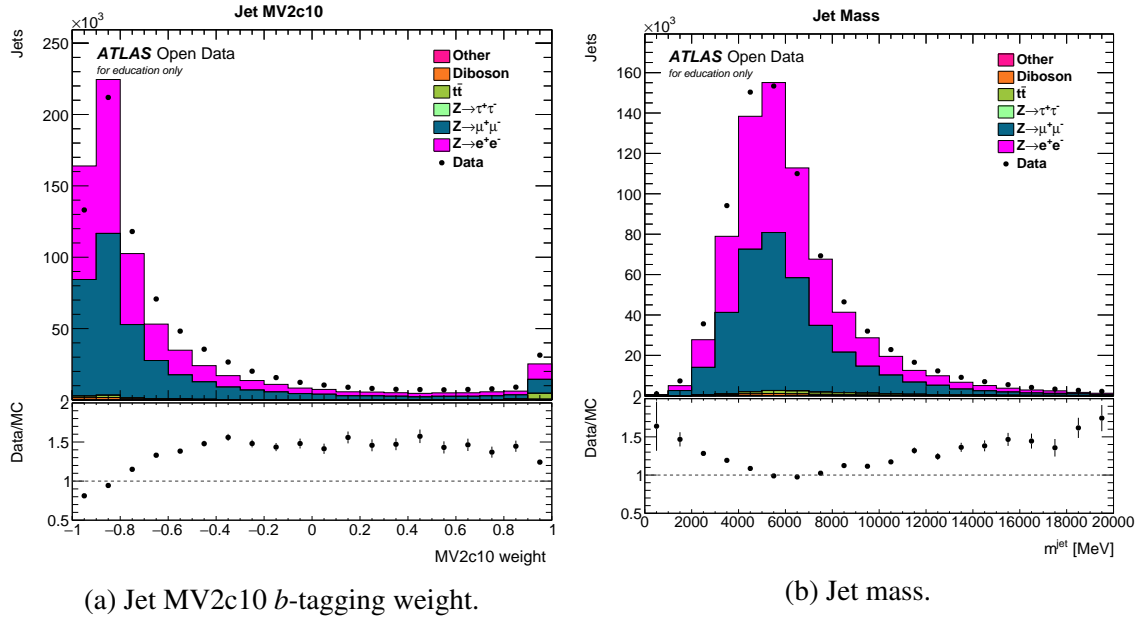 Jet MV2c10
×10³
Jets
250
200
150
100
50
0
ATLAS Open Data
for education only
Other
Diboson
tt̄
Z→τ⁺τ⁻
Z→μ⁺μ⁻
Z→e⁺e⁻
Data
Data/MC
2
1.5
1
0.5
−1 −0.8 −0.6 −0.4 −0.2 0 0.2 0.4 0.6 0.8 1
MV2c10 weight
(a) Jet MV2c10 b-tagging weight.
Jet Mass
×10³
Jets
160
140
120
100
80
60
40
20
ATLAS Open Data
for education only
Other
Diboson
tt̄
Z→τ⁺τ⁻
Z→μ⁺μ⁻
Z→e⁺e⁻
Data
Data/MC
1.5
1
0.5
0 2000 4000 6000 8000 10000 12000 14000 16000 18000 20000
mʲᵉᵗ [MeV]
(b) Jet mass.